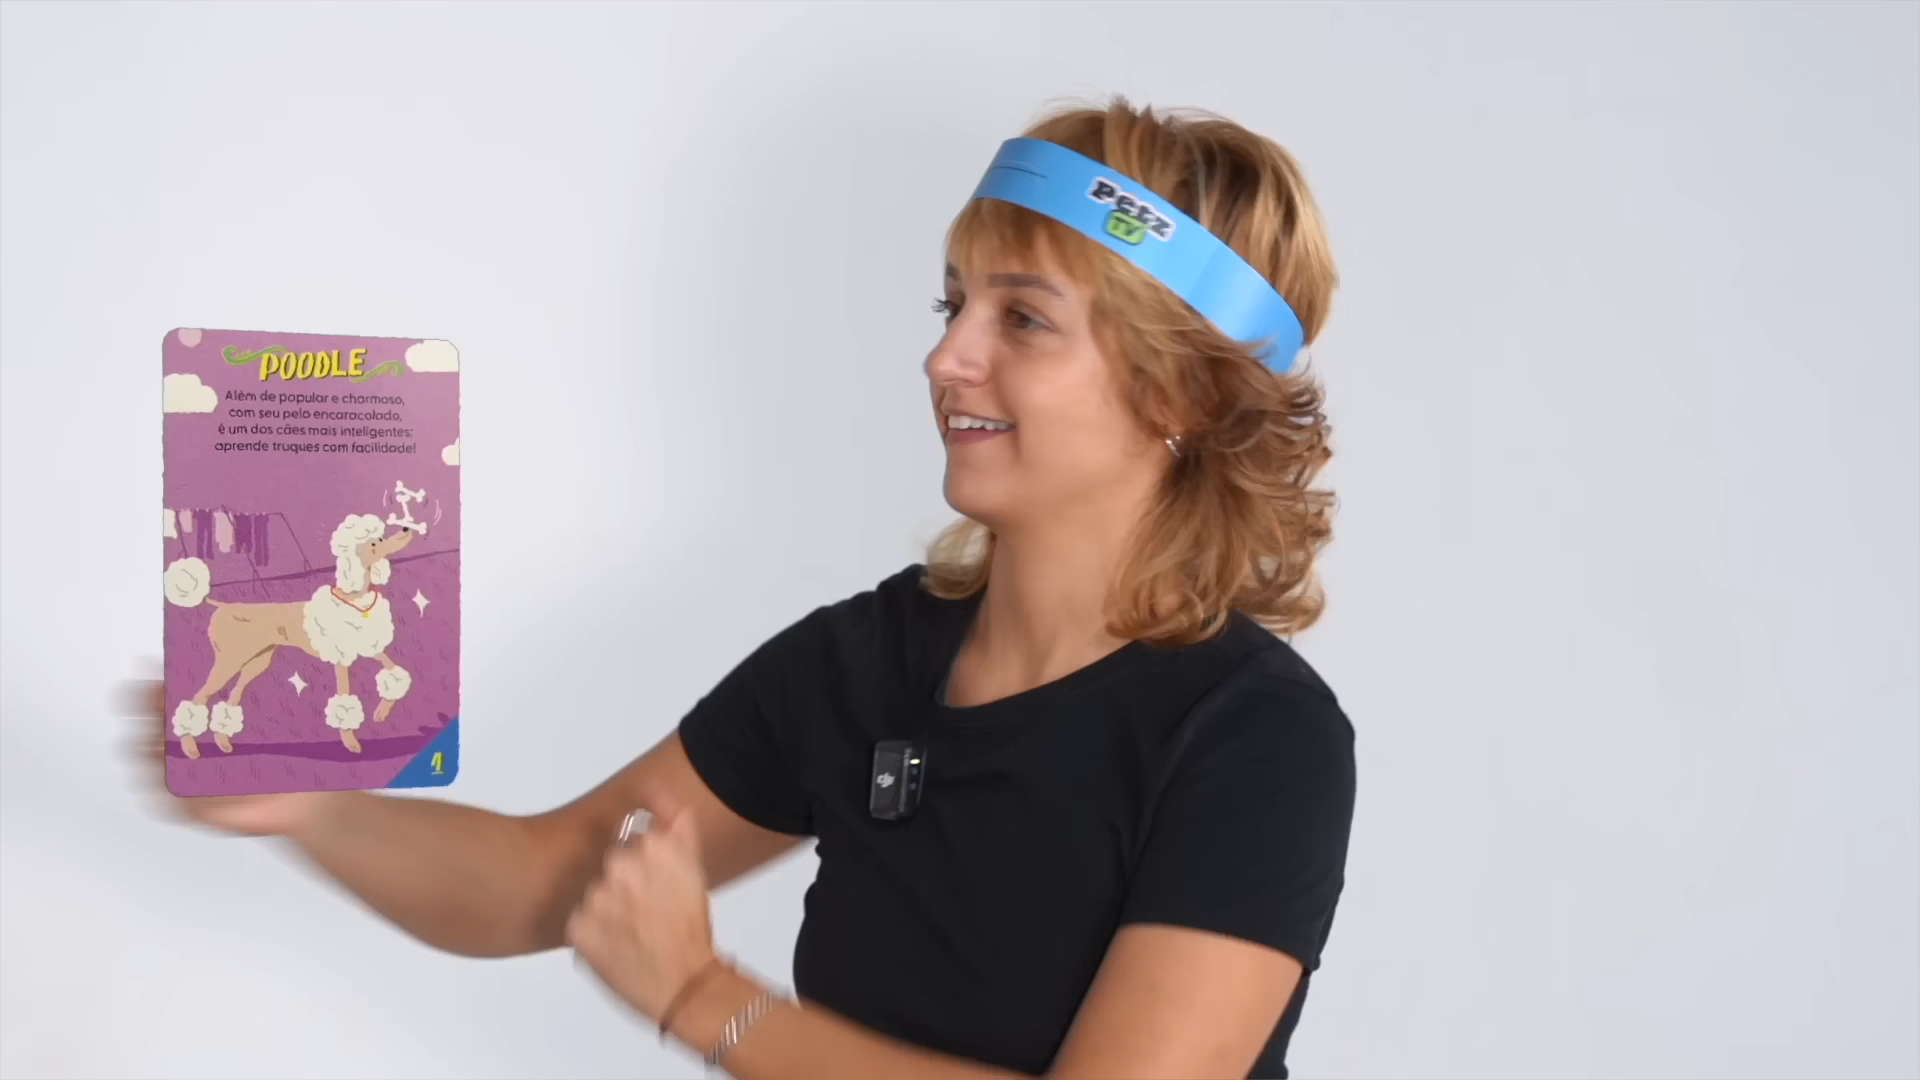 petz
TV
POODLE
Além de popular e charmoso,
com seu pelo encaracolado,
é um dos cães mais inteligentes:
aprende truques com facilidade!
1
dji